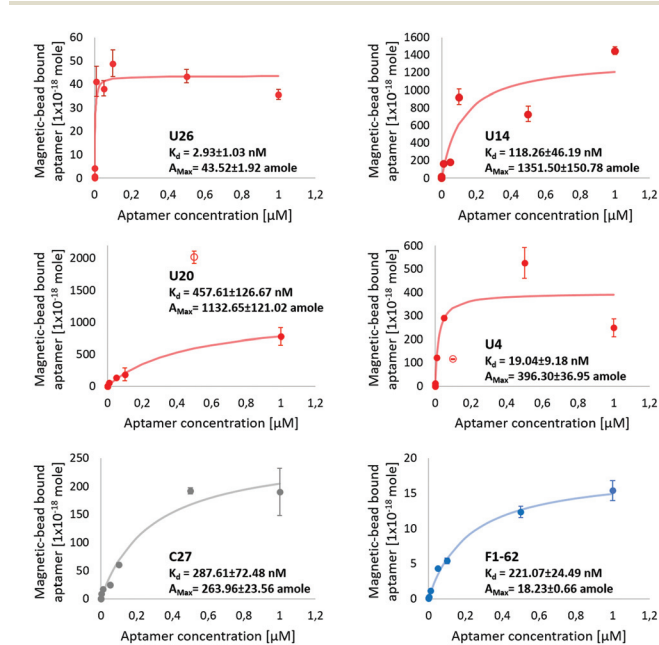 Magnetic-bead bound
aptamer [1x10⁻¹⁸ mole]
60
50
40
30
20
10
0
U26
Kd = 2.93±1.03 nM
AMax= 43.52±1.92 amole
0 0,2 0,4 0,6 0,8 1 1,2
Aptamer concentration [µM]
Magnetic-bead bound
aptamer [1x10⁻¹⁸ mole]
1600
1400
1200
1000
800
600
400
200
0
U14
Kd = 118.26±46.19 nM
AMax= 1351.50±150.78 amole
0 0,2 0,4 0,6 0,8 1 1,2
Aptamer concentration [µM]
Magnetic-bead bound
aptamer [1x10⁻¹⁸ mole]
2000
1500
1000
500
0
U20
Kd = 457.61±126.67 nM
AMax= 1132.65±121.02 amole
0 0,2 0,4 0,6 0,8 1 1,2
Aptamer concentration [µM]
Magnetic-bead bound
aptamer [1x10⁻¹⁸ mole]
600
500
400
300
200
100
0
U4
Kd = 19.04±9.18 nM
AMax= 396.30±36.95 amole
0 0,2 0,4 0,6 0,8 1 1,2
Aptamer concentration [µM]
Magnetic-bead bound
aptamer [1x10⁻¹⁸ mole]
250
200
150
100
50
0
C27
Kd = 287.61±72.48 nM
AMax= 263.96±23.56 amole
0 0,2 0,4 0,6 0,8 1 1,2
Aptamer concentration [µM]
Magnetic-bead bound
aptamer [1x10⁻¹⁸ mole]
20
15
10
5
0
F1-62
Kd = 221.07±24.49 nM
AMax= 18.23±0.66 amole
0 0,2 0,4 0,6 0,8 1 1,2
Aptamer concentration [µM]